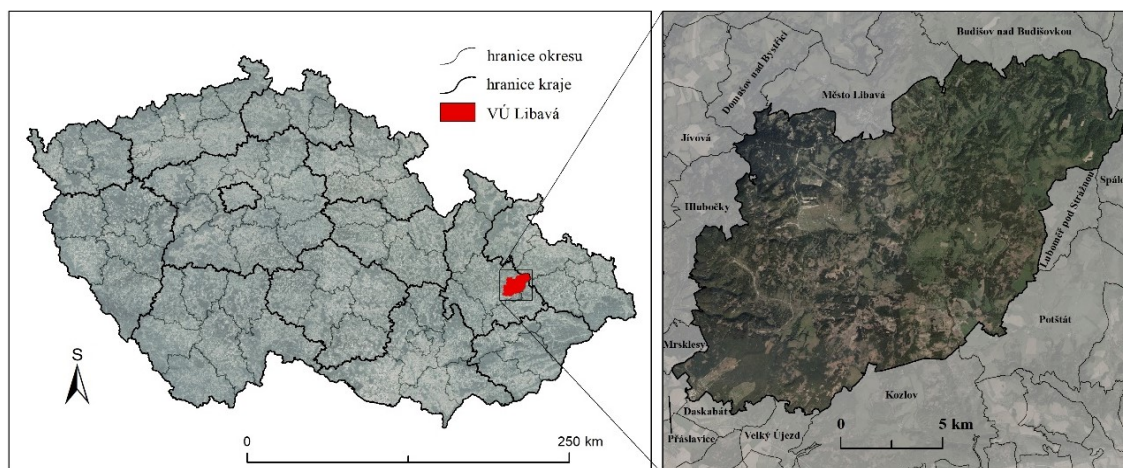 hranice okresu
hranice kraje
VÚ Libavá
S
0
250 km
Budišov nad Budišovkou
Domašov nad Bystřicí
Město Libavá
Jívová
Hlubočky
Luboměř pod Strážnou
Potštát
Mrsklesy
Kozlov
Daskabát
Velký Újezd
Přáslavice
0
5 km